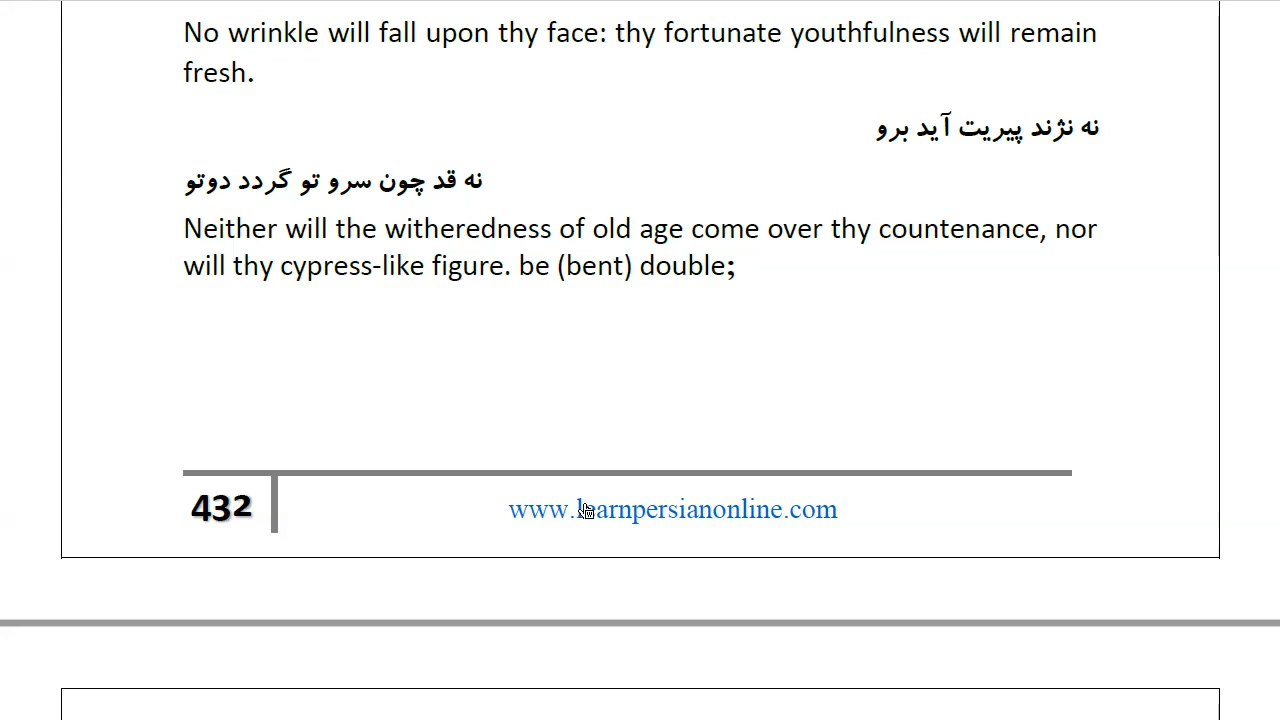 No wrinkle will fall upon thy face: thy fortunate youthfulness will remain
fresh.
نه نژند پیریت آید برو
نه قد چون سرو تو گردد دوتو
Neither will the witheredness of old age come over thy countenance, nor
will thy cypress-like figure. be (bent) double;
432
www.learnpersianonline.com